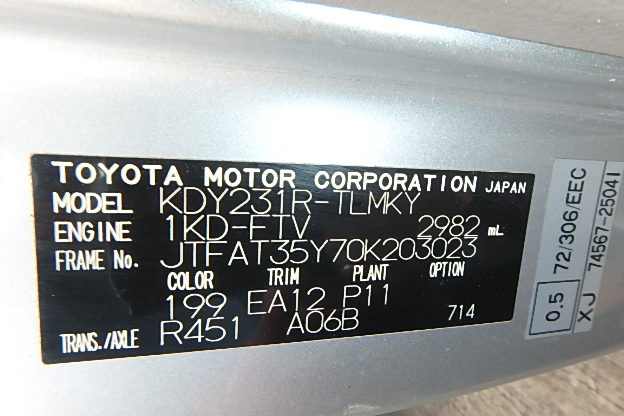 TOYOTA MOTOR CORPORATION JAPAN
MODEL KDY231R-TLMKY
ENGINE 1KD-FTV 2982 mL
FRAME No. JTFAT35Y70K203023
COLOR TRIM PLANT OPTION
199 EA12 P11
TRANS./AXLE R451 A06B 714
0.5 72/306/EEC
XJ 74567-25041